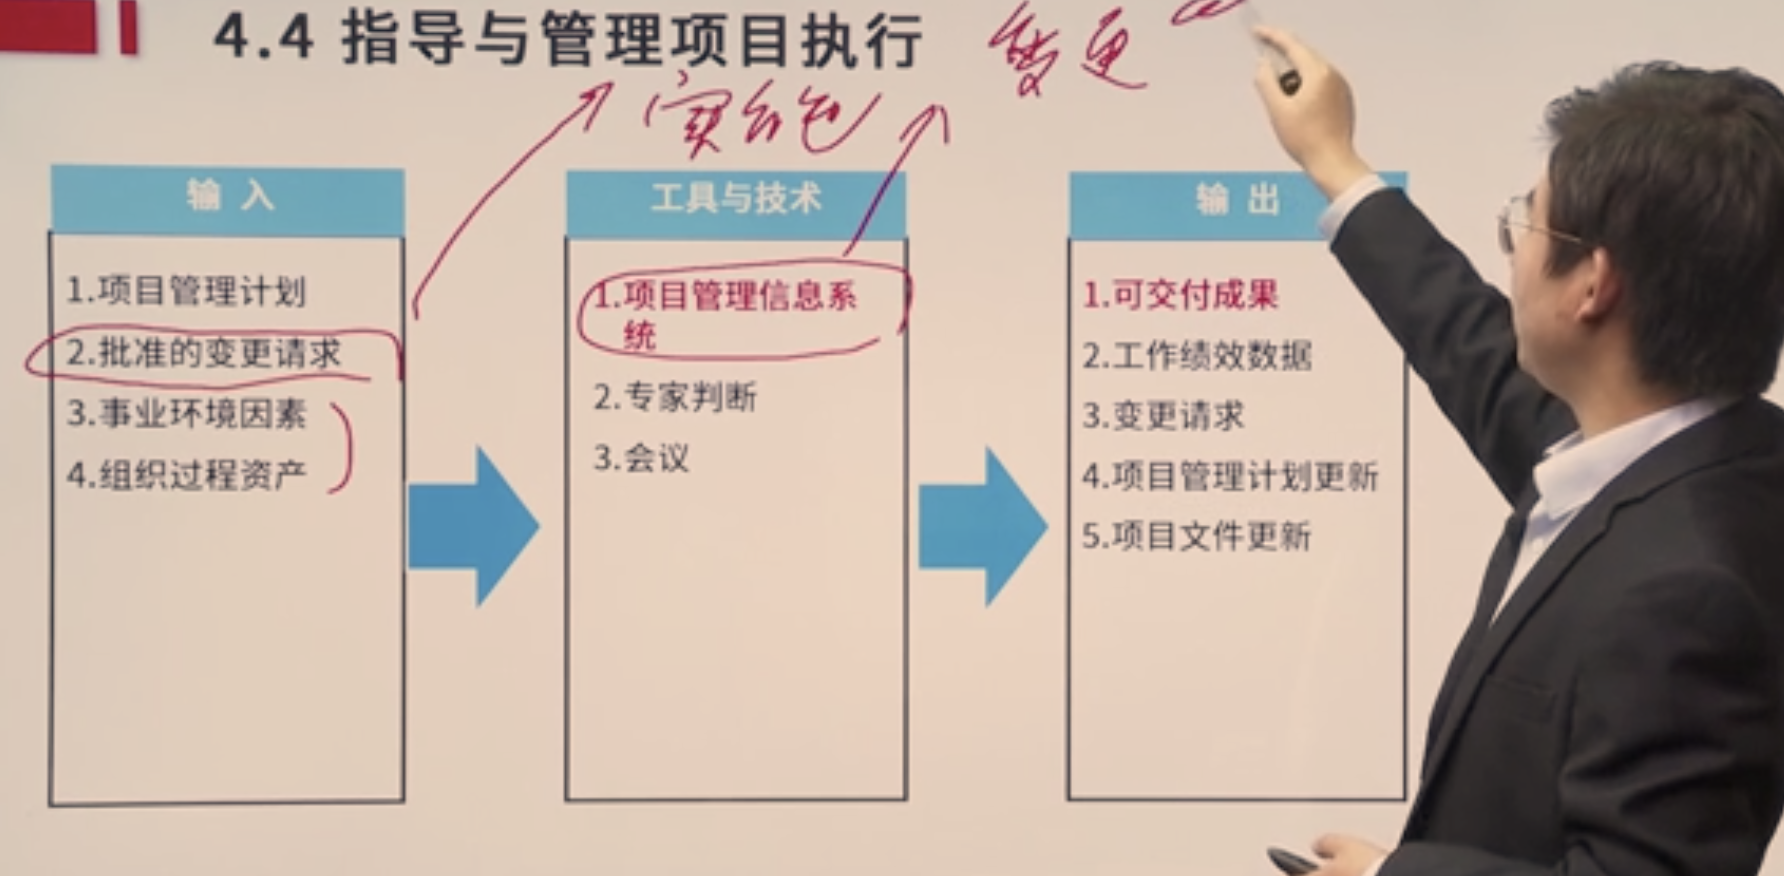 4.4 指导与管理项目执行
变更
输入
1.项目管理计划
2.批准的变更请求
3.事业环境因素
4.组织过程资产
工具与技术
1.项目管理信息系
统
2.专家判断
3.会议
输出
1.可交付成果
2.工作绩效数据
3.变更请求
4.项目管理计划更新
5.项目文件更新